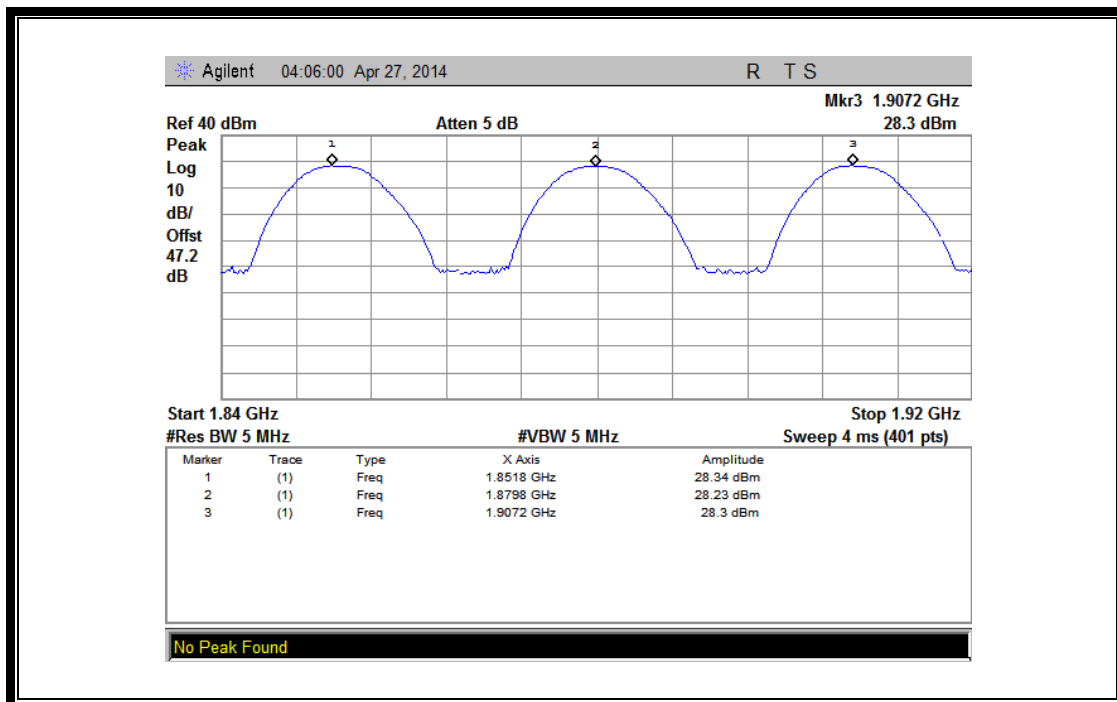 Agilent 04:06:00 Apr 27, 2014 R T S
Mkr3 1.9072 GHz
Ref 40 dBm Atten 5 dB 28.3 dBm
Peak
Log
10
dB/
Offst
47.2
dB
1 2 3
Start 1.84 GHz Stop 1.92 GHz
#Res BW 5 MHz #VBW 5 MHz Sweep 4 ms (401 pts)
Marker Trace Type X Axis Amplitude
1 (1) Freq 1.8518 GHz 28.34 dBm
2 (1) Freq 1.8798 GHz 28.23 dBm
3 (1) Freq 1.9072 GHz 28.3 dBm
No Peak Found